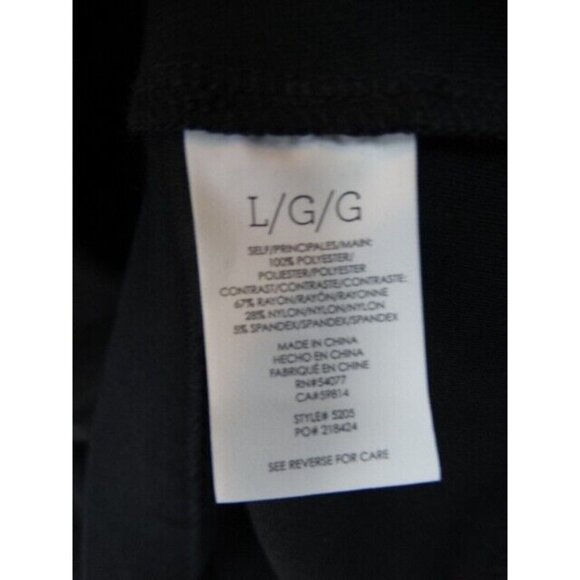 L/G/G
SELF/PRINCIPALES/MAIN:
100% POLYESTER/
POLIESTER/POLYESTER
CONTRAST/CONTRASTE/CONTRASTE:
67% RAYON/RAYÓN/RAYONNE
28% NYLON/NYLON/NYLON
5% SPANDEX/SPANDEX/SPANDEX
MADE IN CHINA
HECHO EN CHINA
FABRIQUÉ EN CHINE
RN#54077
CA#59814
STYLE# 5205
PO# 218424
SEE REVERSE FOR CARE